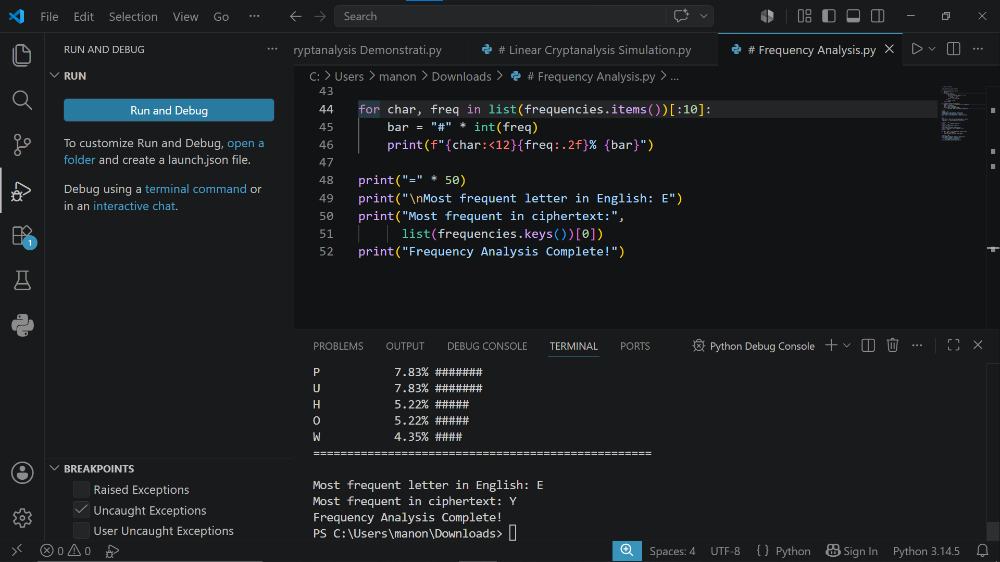 File Edit Selection View Go ··· Search
RUN AND DEBUG ···
RUN
Run and Debug
To customize Run and Debug, open a
folder and create a launch.json file.
Debug using a terminal command or
in an interactive chat.
BREAKPOINTS
Raised Exceptions
Uncaught Exceptions
User Uncaught Exceptions
1
ryptanalysis Demonstrati.py # Linear Cryptanalysis Simulation.py # Frequency Analysis.py
C: > Users > manon > Downloads > # Frequency Analysis.py > ...
43
44 for char, freq in list(frequencies.items())[:10]:
45     bar = "#" * int(freq)
46     print(f"{char:<12}{freq:.2f}% {bar}")
47
48 print("=" * 50)
49 print("\nMost frequent letter in English: E")
50 print("Most frequent in ciphertext:",
51       list(frequencies.keys())[0])
52 print("Frequency Analysis Complete!")
PROBLEMS OUTPUT DEBUG CONSOLE TERMINAL PORTS Python Debug Console
P           7.83% #######
U           7.83% #######
H           5.22% #####
O           5.22% #####
W           4.35% ####
==================================================
Most frequent letter in English: E
Most frequent in ciphertext: Y
Frequency Analysis Complete!
PS C:\Users\manon\Downloads>
0 0 Spaces: 4 UTF-8 {} Python Sign In Python 3.14.5